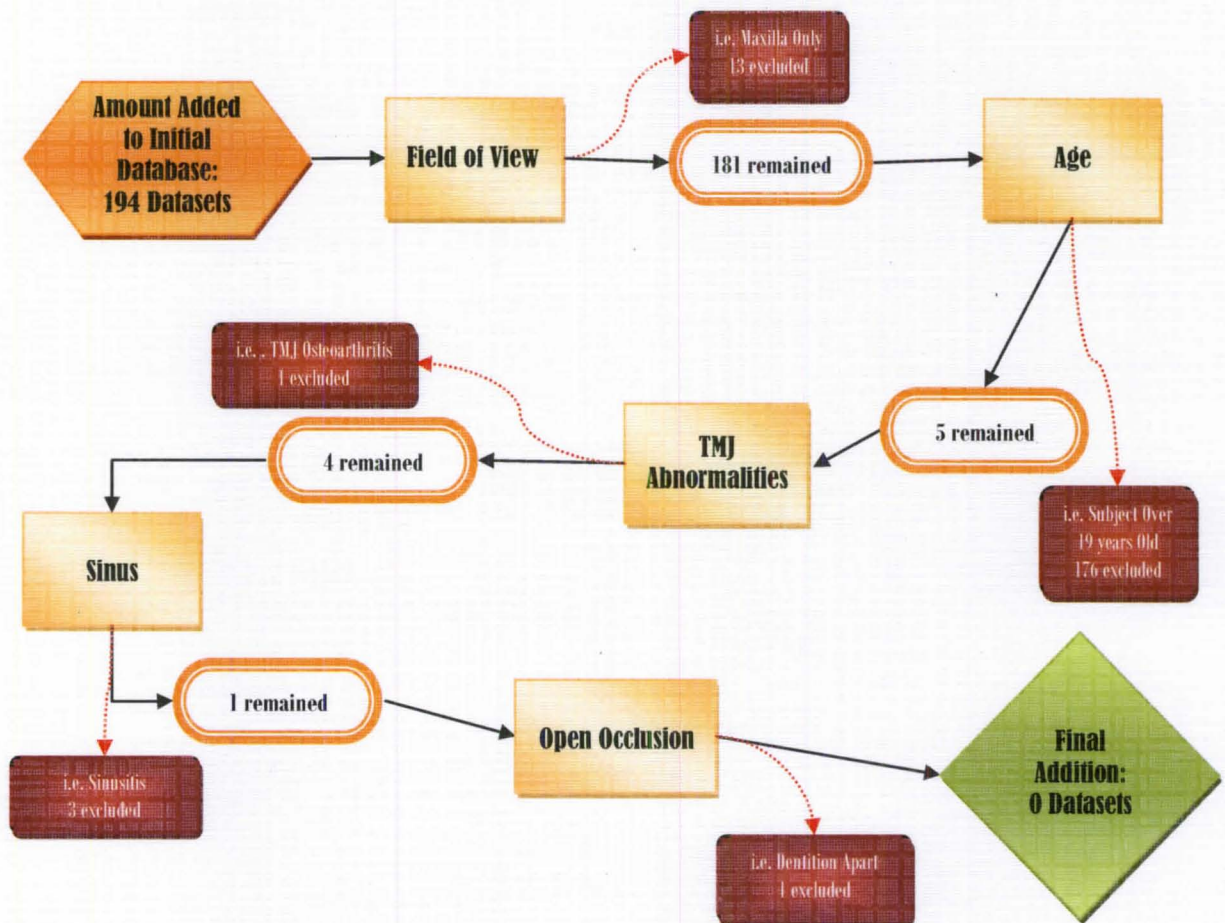 Amount Added
to Initial
Database:
194 Datasets
Field of View
i.e. Maxilla Only
13 excluded
181 remained
Age
i.e. Subject Over
19 years Old
176 excluded
5 remained
TMJ
Abnormalities
i.e. , TMJ Osteoarthritis
1 excluded
4 remained
Sinus
i.e. Sinusitis
3 excluded
1 remained
Open Occlusion
i.e. Dentition Apart
1 excluded
Final
Addition:
0 Datasets